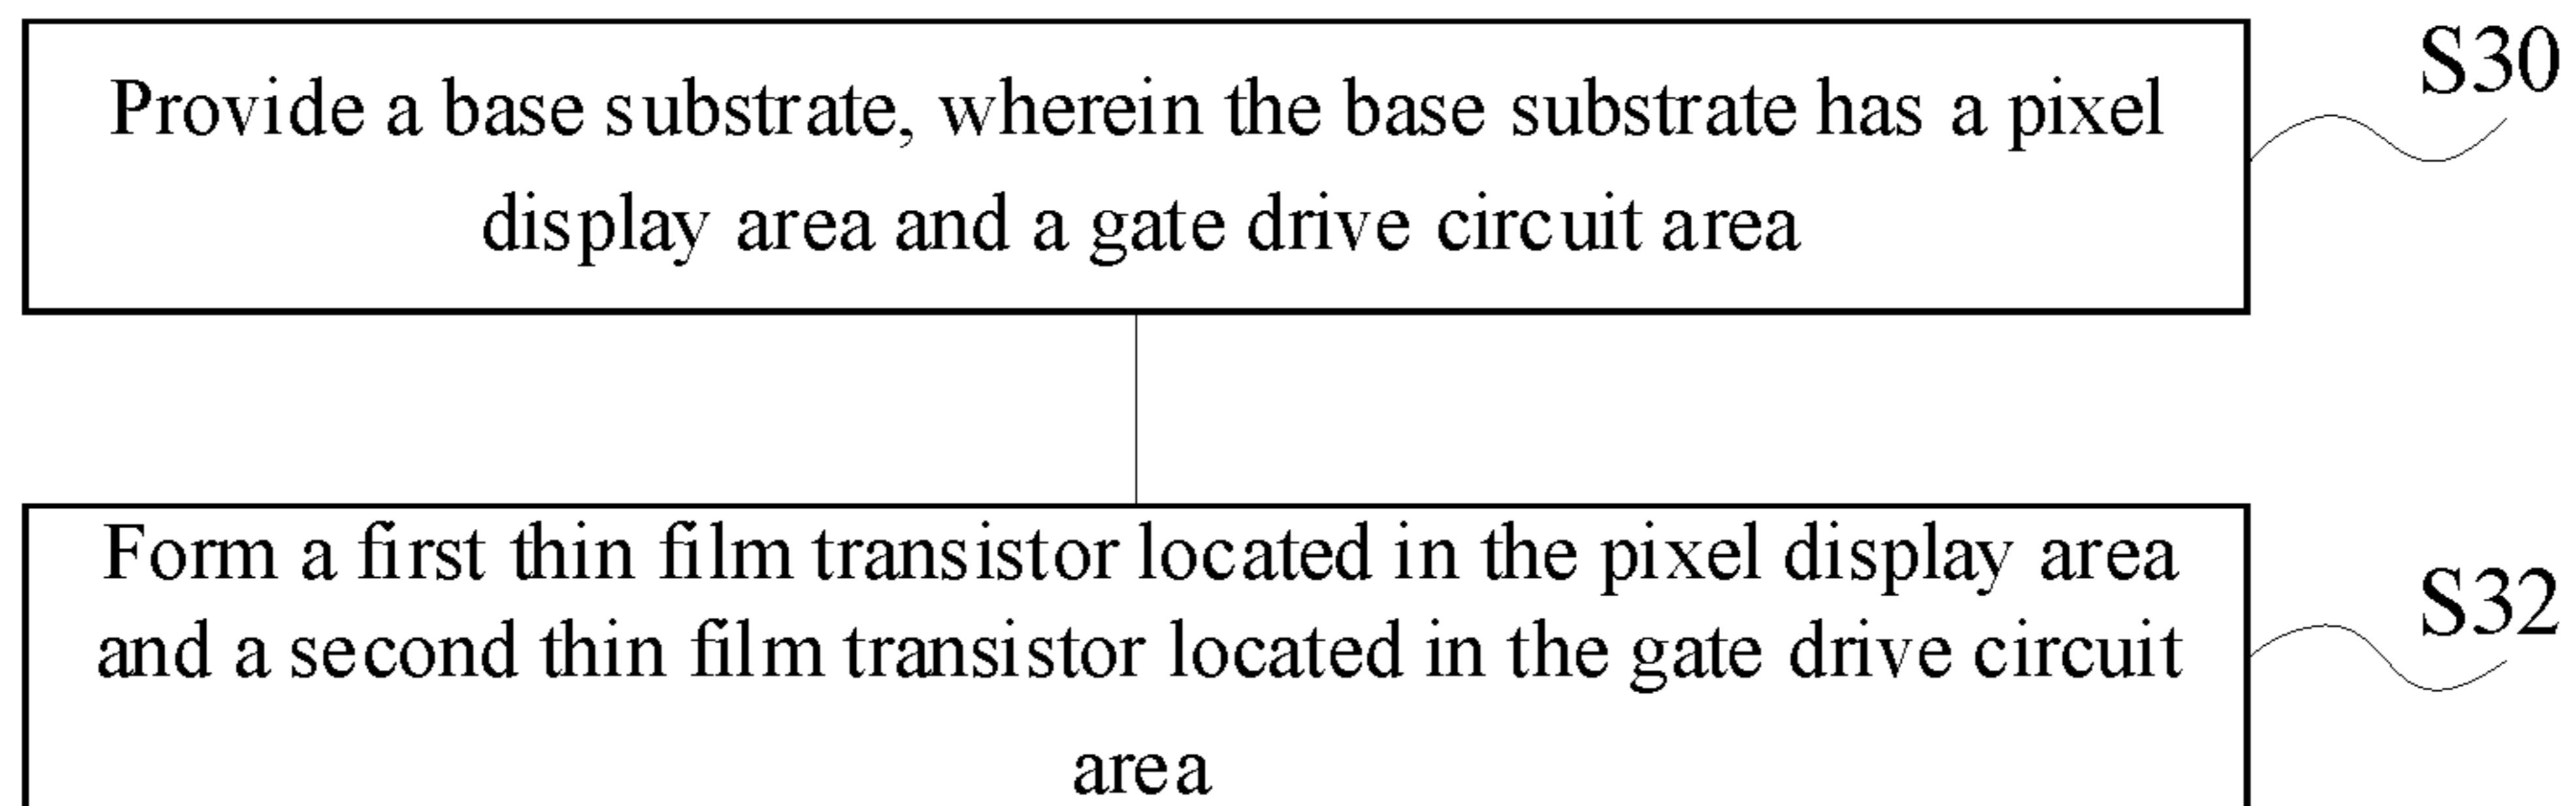 S30
Provide a base substrate, wherein the base substrate has a pixel
display area and a gate drive circuit area
Form a first thin film transistor located in the pixel display area
S32
and a second thin film transistor located in the gate drive circuit
area